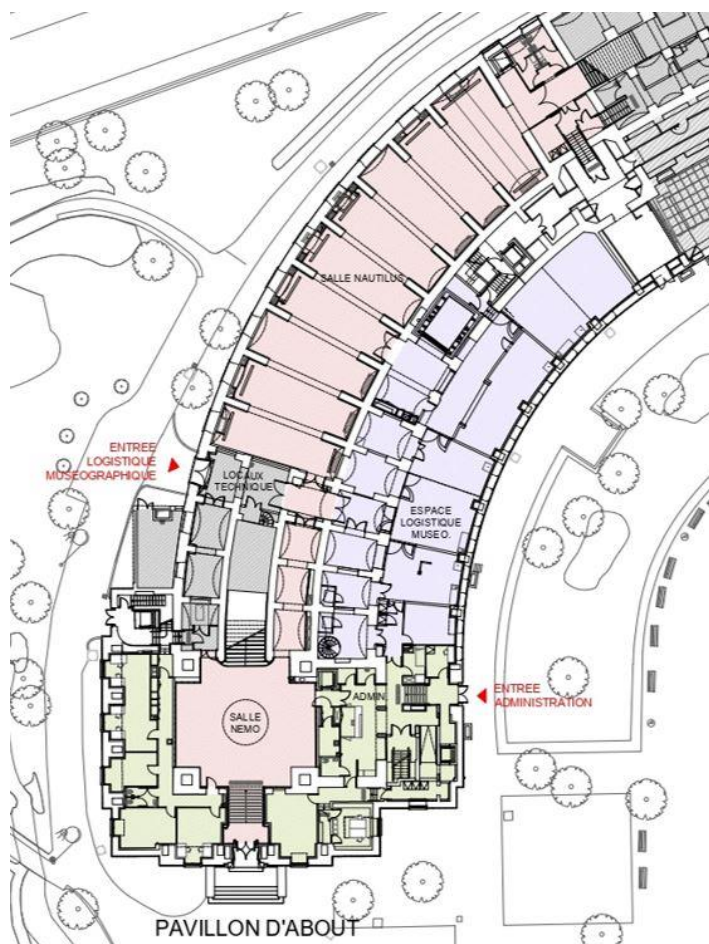 SALLE NAUTILUS
ENTREE
LOGISTIQUE
MUSEOGRAPHIQUE
LOCAUX
TECHNIQUE
ESPACE
LOGISTIQUE
MUSEO.
ADMIN.
ENTREE
ADMINISTRATION
SALLE
NEMO
PAVILLON D'ABOUT